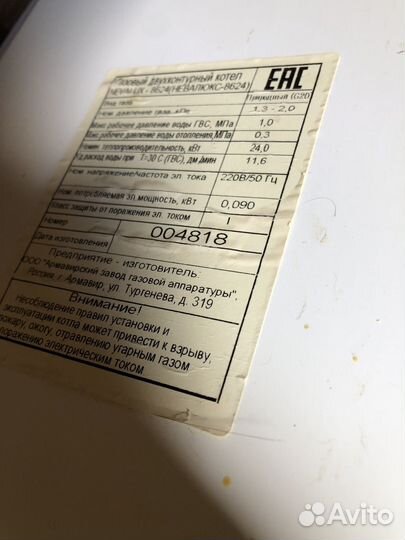 Газовый двухконтурный котел
NEVALUX - 8624(НЕВАЛЮКС-8624)
EAC
Вид газа Природный (G20)
Ном. давление газа, кПа 1.3 - 2,0
Макс.рабочее давление воды ГВС, МПа 1,0
Макс.рабочее давление воды отопления,МПа 0,3
Номин. теплопроизводительность, кВт 24,0
расход воды при T=30 С (ГВС), дм /мин 11,6
Ном. напряжение/частота эл. тока 220В/50 Гц
Ном. потребляемая эл.мощность, кВт 0,090
Класс защиты от поражения эл. током I
Номер 004818
Дата изготовления
Предприятие - изготовитель:
ООО "Армавирский завод газовой аппаратуры",
Россия, г. Армавир, ул. Тургенева, д. 319
Внимание!
Несоблюдение правил установки и
эксплуатации котла может привести к взрыву,
пожару, ожогу, отравлению угарным газом
поражению электрическим током
Avito